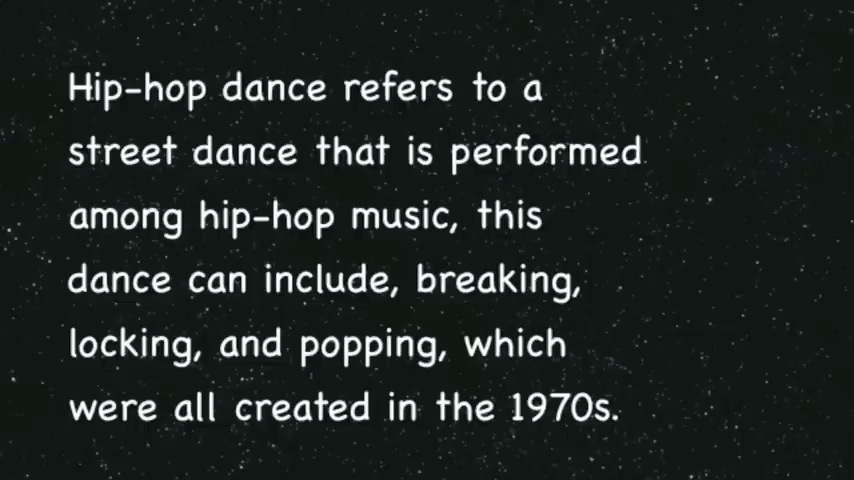 Hip-hop dance refers to a
street dance that is performed
among hip-hop music, this
dance can include, breaking,
locking, and popping, which
were all created in the 1970s.